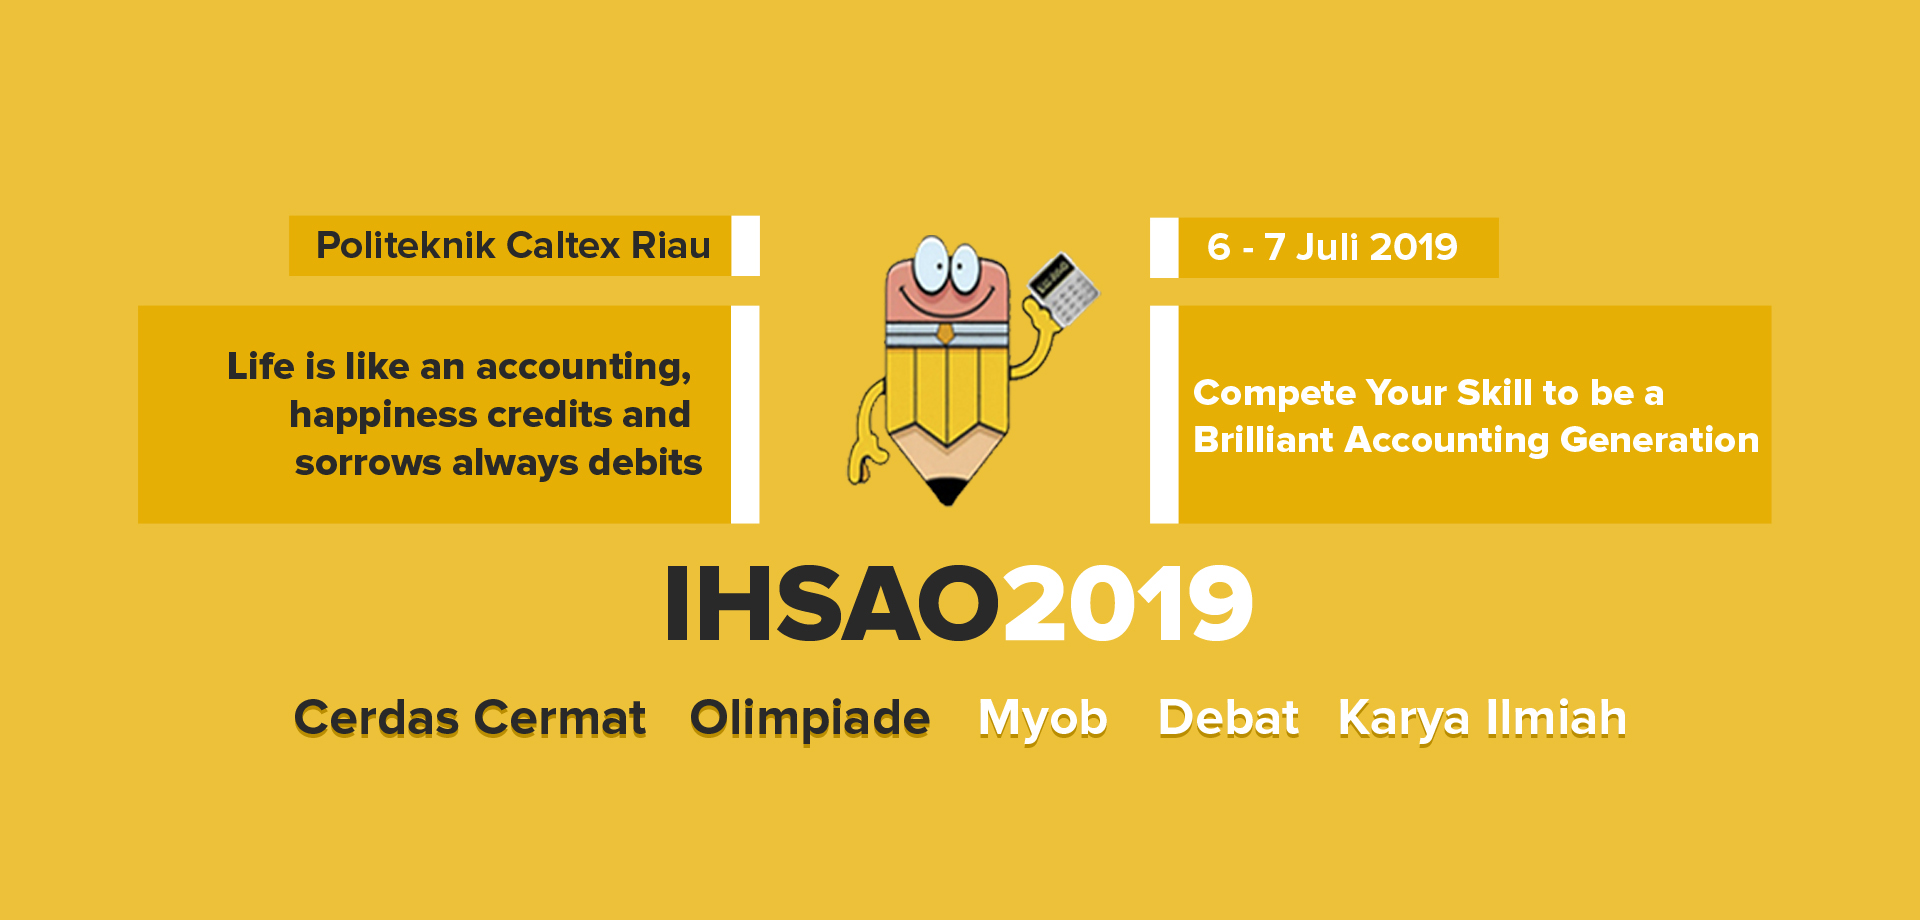 Politeknik Caltex Riau
Life is like an accounting,
happiness credits and
sorrows always debits
6 - 7 Juli 2019
Compete Your Skill to be a
Brilliant Accounting Generation
IHSAO2019
Cerdas Cermat Olimpiade Myob Debat Karya Ilmiah